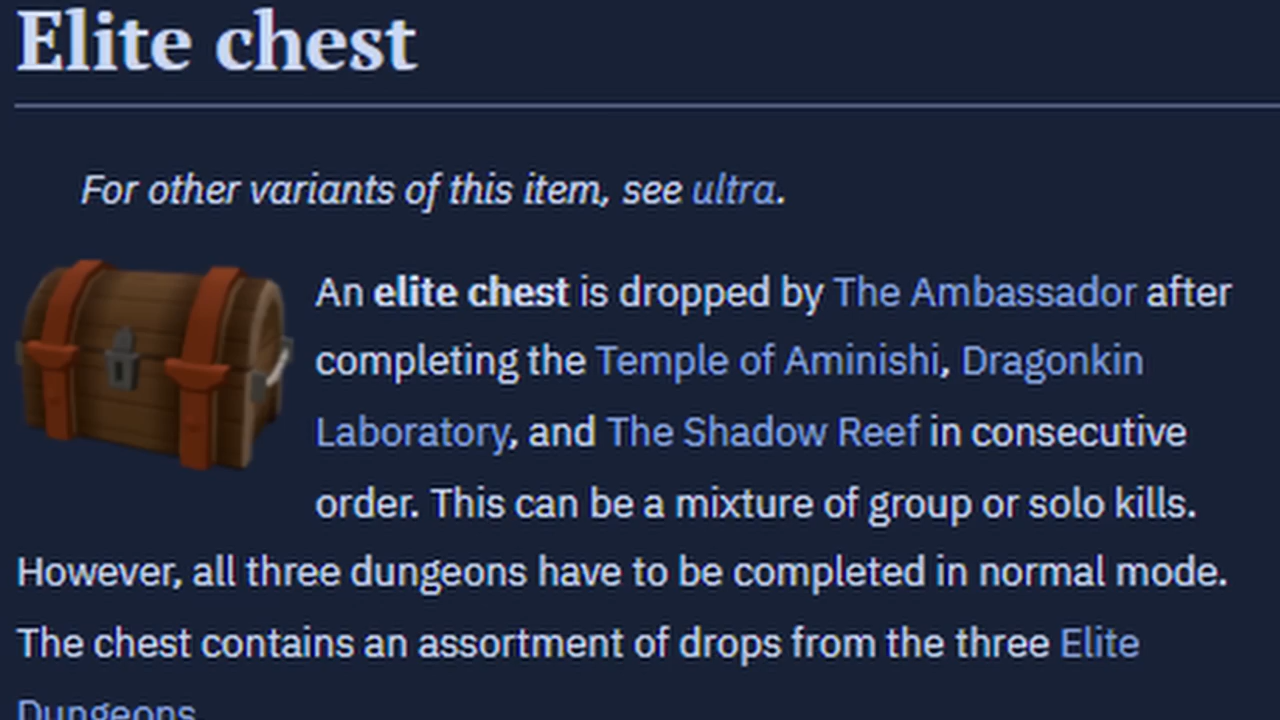 Elite chest
For other variants of this item, see ultra.
An elite chest is dropped by The Ambassador after
completing the Temple of Aminishi, Dragonkin
Laboratory, and The Shadow Reef in consecutive
order. This can be a mixture of group or solo kills.
However, all three dungeons have to be completed in normal mode.
The chest contains an assortment of drops from the three Elite
Dungeons.